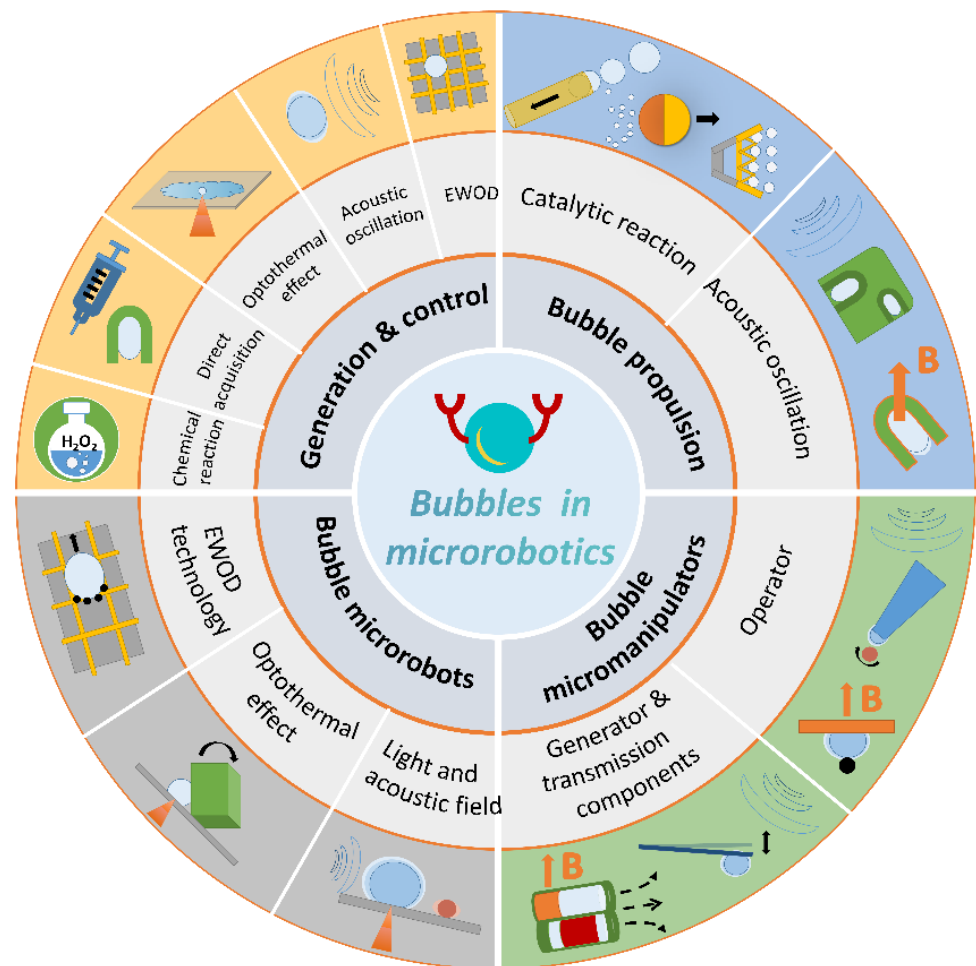 Bubbles in
microrobotics
Generation & control
Chemical
reaction
H₂O₂
Direct
acquisition
Optothermal
effect
Acoustic
oscillation
EWOD
Bubble propulsion
Catalytic reaction
Acoustic oscillation
B
Bubble
micromanipulators
Operator
B
Generator &
transmission
components
B
Bubble microrobots
Light and
acoustic field
Optothermal
effect
EWOD
technology